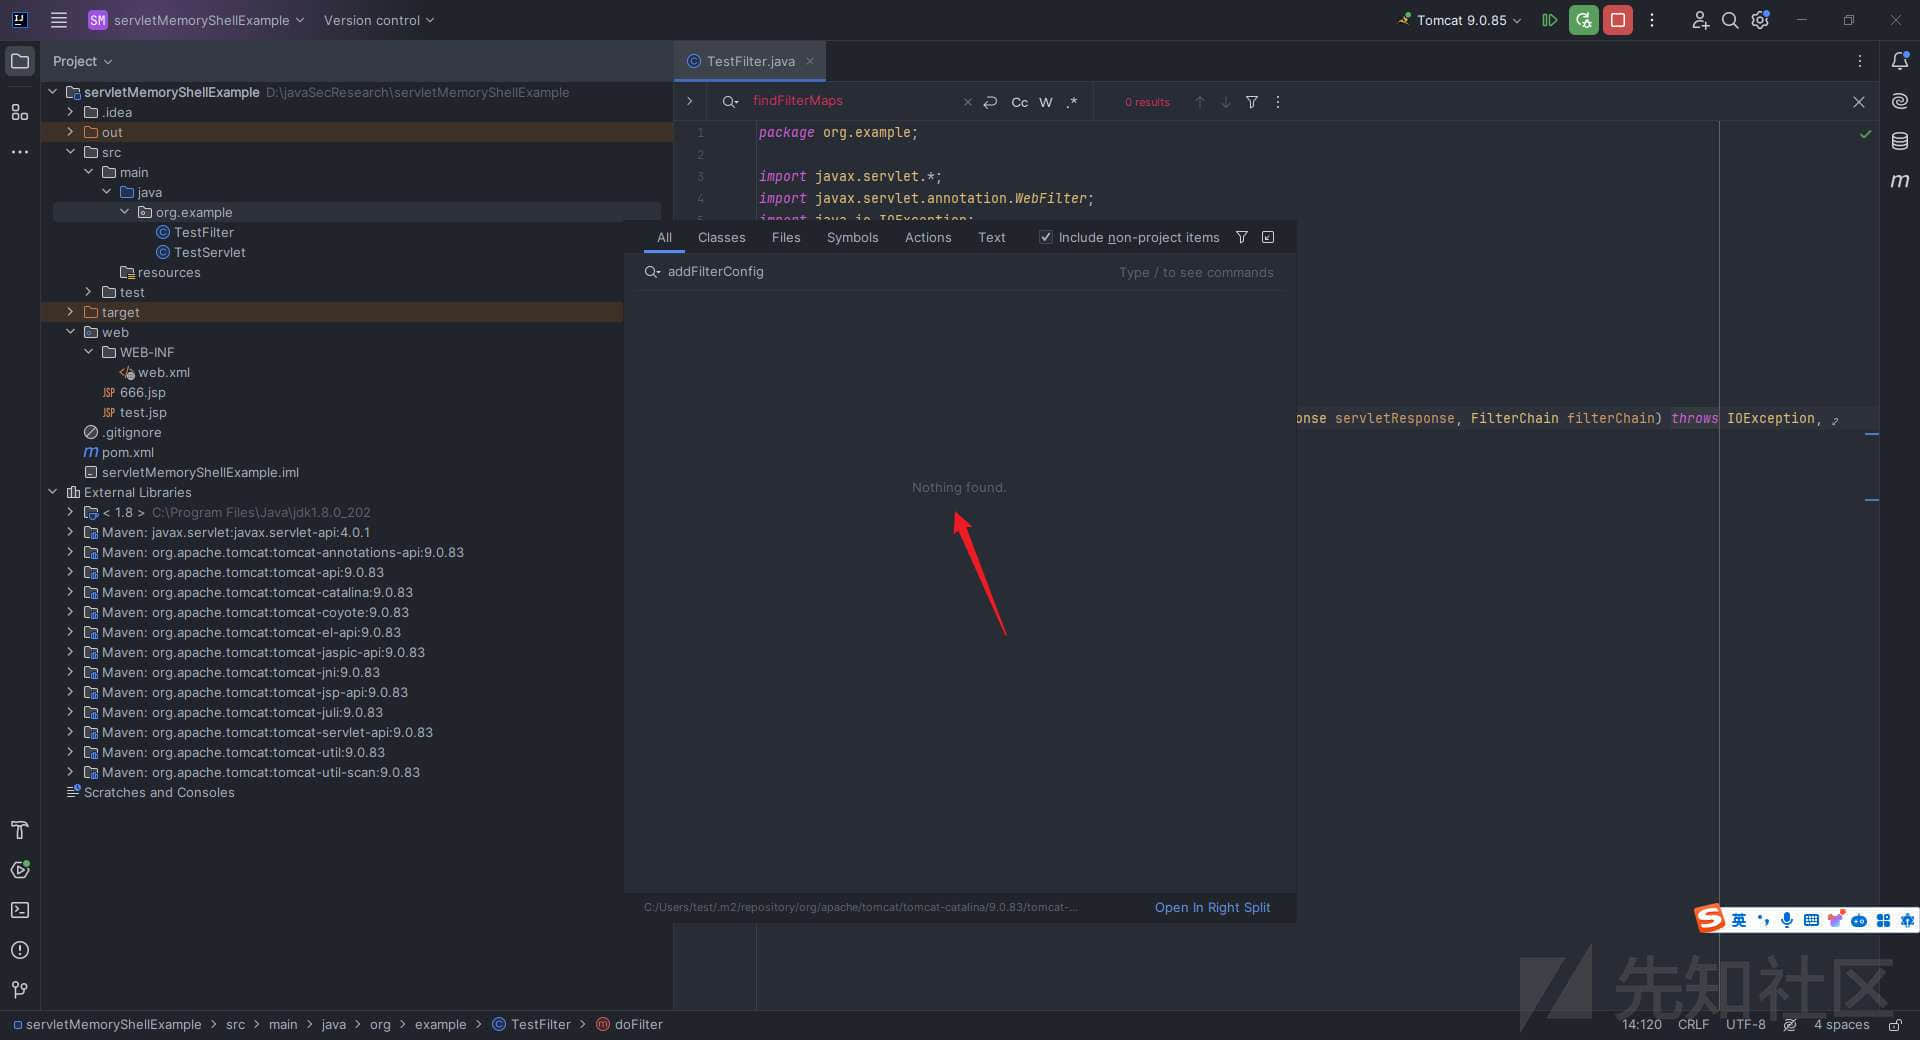 SM servletMemoryShellExample Version control Tomcat 9.0.85
Project
TestFilter.java
servletMemoryShellExample D:\javaSecResearch\servletMemoryShellExample
.idea
out
src
main
java
org.example
TestFilter
TestServlet
resources
test
target
web
WEB-INF
web.xml
JSP 666.jsp
JSP test.jsp
.gitignore
m pom.xml
servletMemoryShellExample.iml
External Libraries
< 1.8 > C:\Program Files\Java\jdk1.8.0_202
Maven: javax.servlet:javax.servlet-api:4.0.1
Maven: org.apache.tomcat:tomcat-annotations-api:9.0.83
Maven: org.apache.tomcat:tomcat-api:9.0.83
Maven: org.apache.tomcat:tomcat-catalina:9.0.83
Maven: org.apache.tomcat:tomcat-coyote:9.0.83
Maven: org.apache.tomcat:tomcat-el-api:9.0.83
Maven: org.apache.tomcat:tomcat-jaspic-api:9.0.83
Maven: org.apache.tomcat:tomcat-jni:9.0.83
Maven: org.apache.tomcat:tomcat-jsp-api:9.0.83
Maven: org.apache.tomcat:tomcat-juli:9.0.83
Maven: org.apache.tomcat:tomcat-servlet-api:9.0.83
Maven: org.apache.tomcat:tomcat-util:9.0.83
Maven: org.apache.tomcat:tomcat-util-scan:9.0.83
Scratches and Consoles
findFilterMaps Cc W .* 0 results
1 package org.example;
2
3 import javax.servlet.*;
4 import javax.servlet.annotation.WebFilter;
5 import java.io.IOException;
All Classes Files Symbols Actions Text Include non-project items
addFilterConfig Type / to see commands
Nothing found.
onse servletResponse, FilterChain filterChain) throws IOException,
C:/Users/test/.m2/repository/org/apache/tomcat/tomcat-catalina/9.0.83/tomcat-... Open In Right Split
m
英
先知社区
servletMemoryShellExample > src > main > java > org > example > TestFilter > doFilter 14:120 CRLF UTF-8 4 spaces